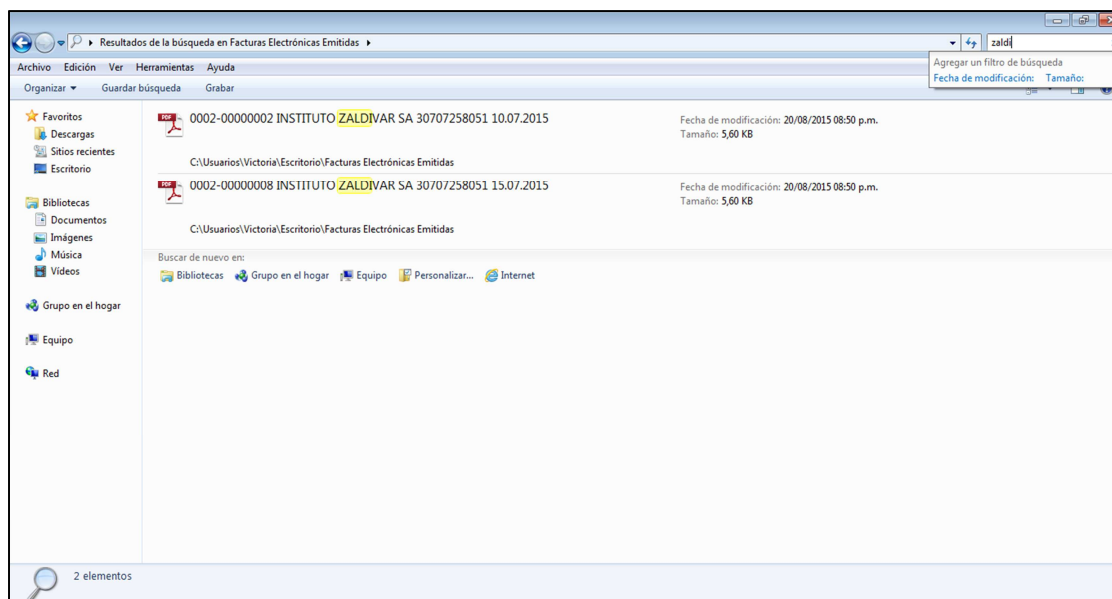 Resultados de la búsqueda en Facturas Electrónicas Emitidas
zaldi
Archivo Edición Ver Herramientas Ayuda
Agregar un filtro de búsqueda
Fecha de modificación: Tamaño:
Organizar Guardar búsqueda Grabar
Favoritos
Descargas
Sitios recientes
Escritorio
Bibliotecas
Documentos
Imágenes
Música
Vídeos
Grupo en el hogar
Equipo
Red
0002-00000002 INSTITUTO ZALDIVAR SA 30707258051 10.07.2015
Fecha de modificación: 20/08/2015 08:50 p.m.
Tamaño: 5,60 KB
C:\Usuarios\Victoria\Escritorio\Facturas Electrónicas Emitidas
0002-00000008 INSTITUTO ZALDIVAR SA 30707258051 15.07.2015
Fecha de modificación: 20/08/2015 08:50 p.m.
Tamaño: 5,60 KB
C:\Usuarios\Victoria\Escritorio\Facturas Electrónicas Emitidas
Buscar de nuevo en:
Bibliotecas Grupo en el hogar Equipo Personalizar... Internet
2 elementos